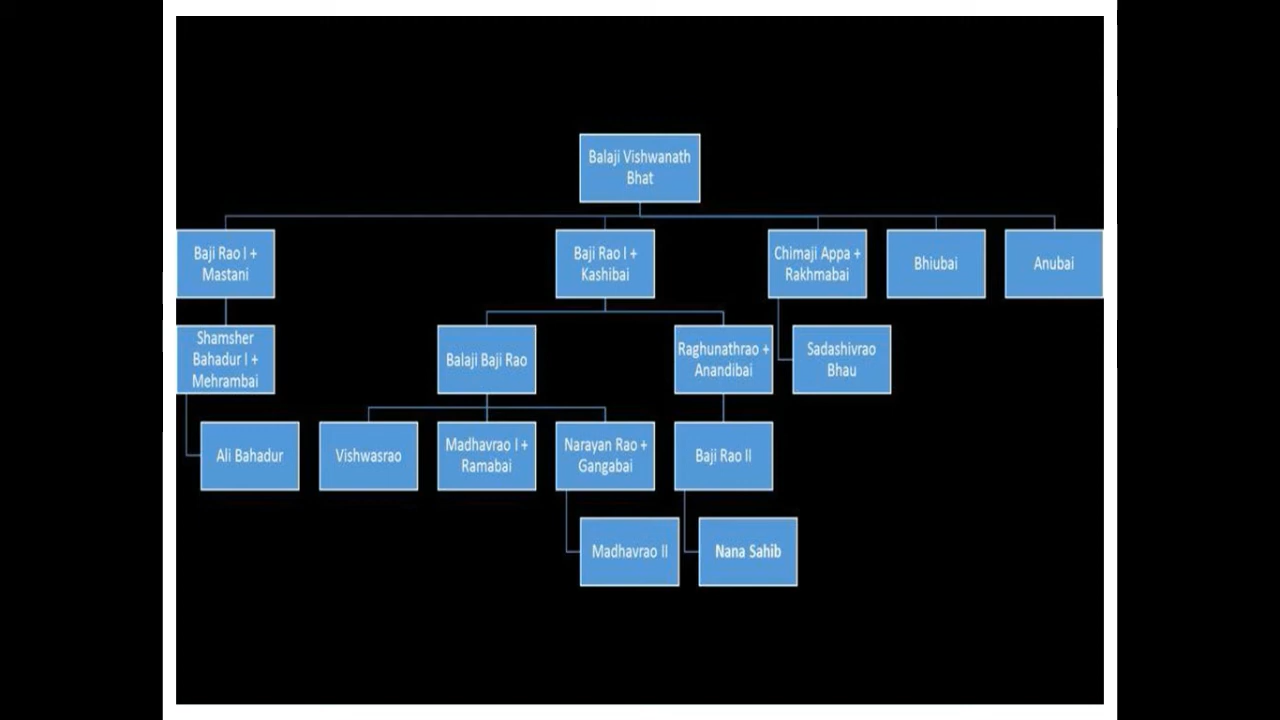 Balaji Vishwanath
Bhat
Baji Rao I +
Mastani
Baji Rao I +
Kashibai
Chimaji Appa +
Rakhmabai
Bhiubai
Anubai
Shamsher
Bahadur I +
Mehrambai
Balaji Baji Rao
Raghunathrao +
Anandibai
Sadashivrao
Bhau
Ali Bahadur
Vishwasrao
Madhavrao I +
Ramabai
Narayan Rao +
Gangabai
Baji Rao II
Madhavrao II
Nana Sahib